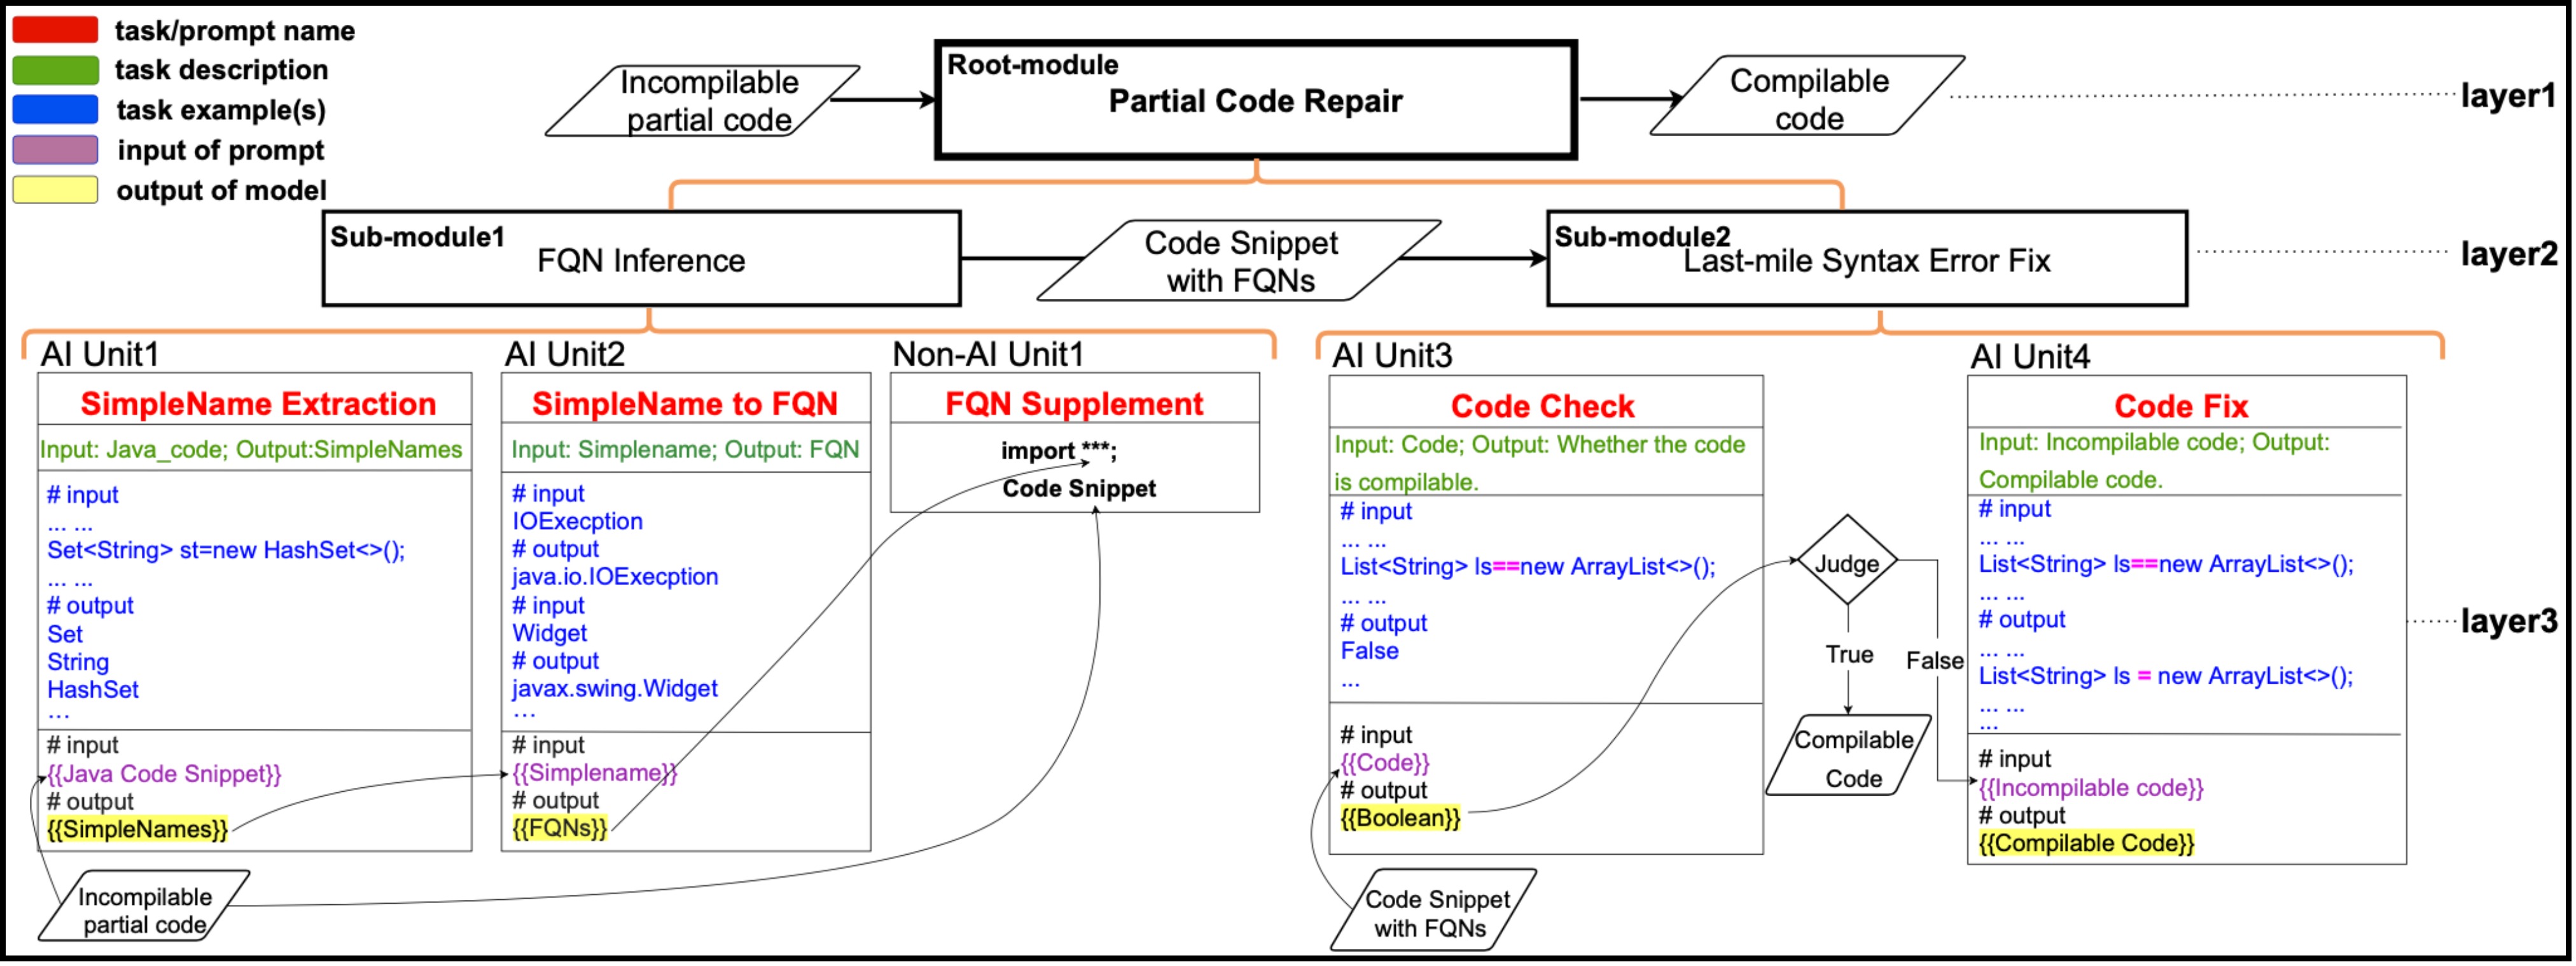 task/prompt name
task description
task example(s)
input of prompt
output of model
Incompilable
partial code
Root-module
Partial Code Repair
Compilable
code
layer1
Sub-module1
FQN Inference
Code Snippet
with FQNs
Sub-module2
Last-mile Syntax Error Fix
layer2
AI Unit1
SimpleName Extraction
Input: Java_code; Output:SimpleNames
# input
... ...
Set<String> st=new HashSet<>();
... ...
# output
Set
String
HashSet
...
# input
{{Java Code Snippet}}
# output
{{SimpleNames}}
Incompilable
partial code
AI Unit2
SimpleName to FQN
Input: Simplename; Output: FQN
# input
IOExecption
# output
java.io.IOExecption
# input
Widget
# output
javax.swing.Widget
...
# input
{{Simplename}}
# output
{{FQNs}}
Non-AI Unit1
FQN Supplement
import ***;
Code Snippet
AI Unit3
Code Check
Input: Code; Output: Whether the code
is compilable.
# input
... ...
List<String> ls==new ArrayList<>();
... ...
# output
False
...
# input
{{Code}}
# output
{{Boolean}}
Code Snippet
with FQNs
Judge
True
False
Compilable
Code
AI Unit4
Code Fix
Input: Incompilable code; Output:
Compilable code.
# input
... ...
List<String> ls==new ArrayList<>();
... ...
# output
... ...
List<String> ls = new ArrayList<>();
... ...
...
# input
{{Incompilable code}}
# output
{{Compilable Code}}
layer3